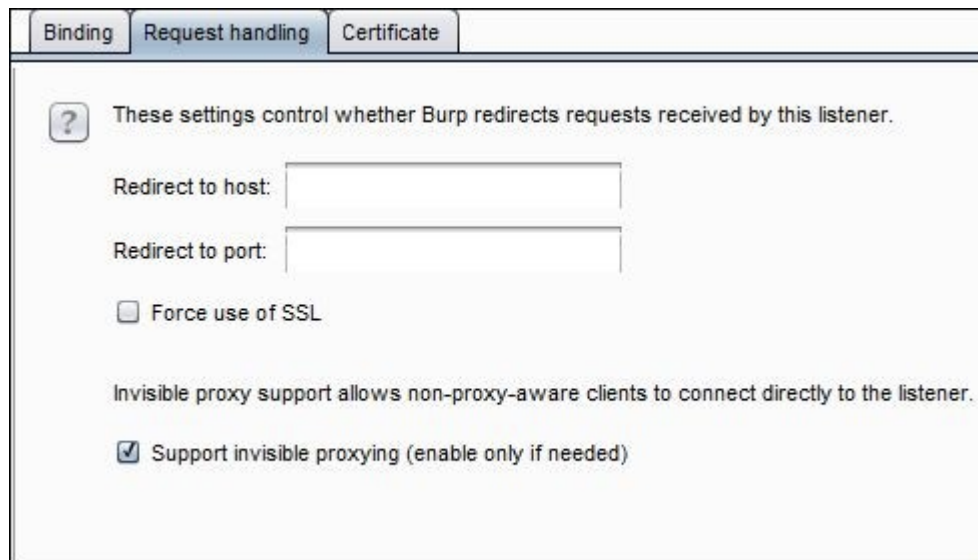 Binding Request handling Certificate
? These settings control whether Burp redirects requests received by this listener.
Redirect to host:
Redirect to port:
Force use of SSL
Invisible proxy support allows non-proxy-aware clients to connect directly to the listener.
Support invisible proxying (enable only if needed)